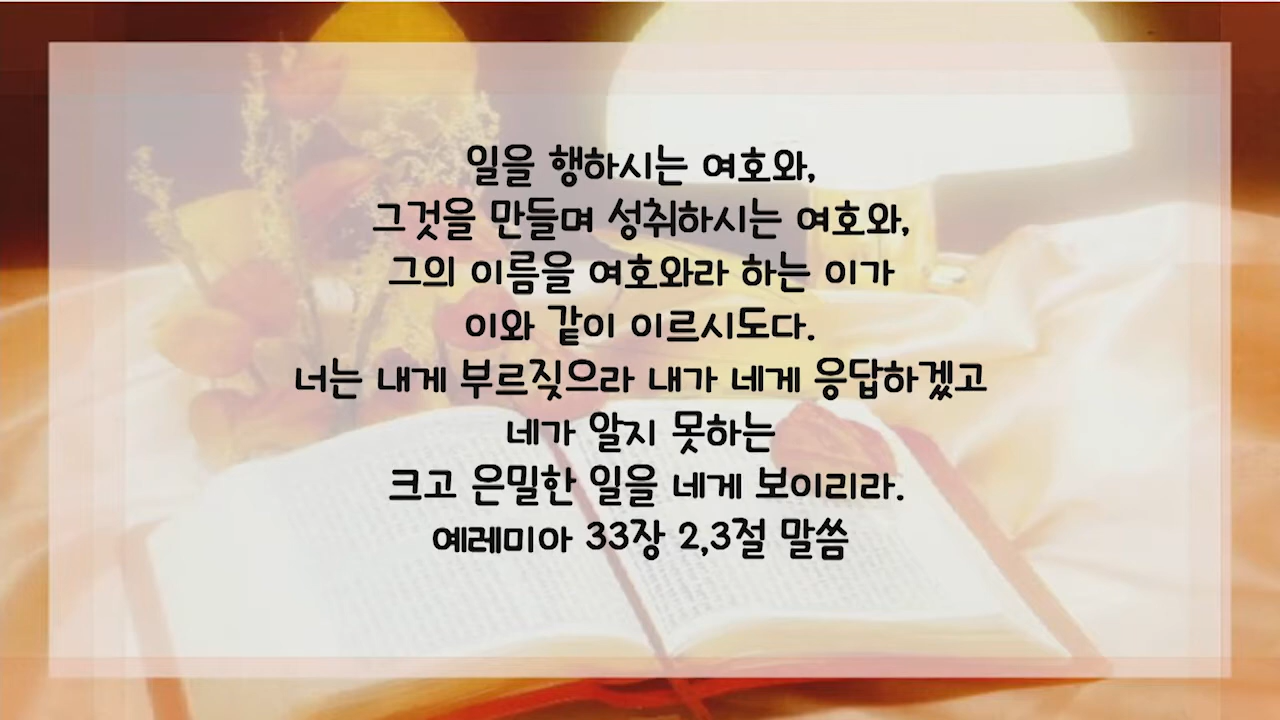 일을 행하시는 여호와,
그것을 만들며 성취하시는 여호와,
그의 이름을 여호와라 하는 이가
이와 같이 이르시도다.
너는 내게 부르짖으라 내가 네게 응답하겠고
네가 알지 못하는
크고 은밀한 일을 네게 보이리라.
예레미아 33장 2,3절 말씀